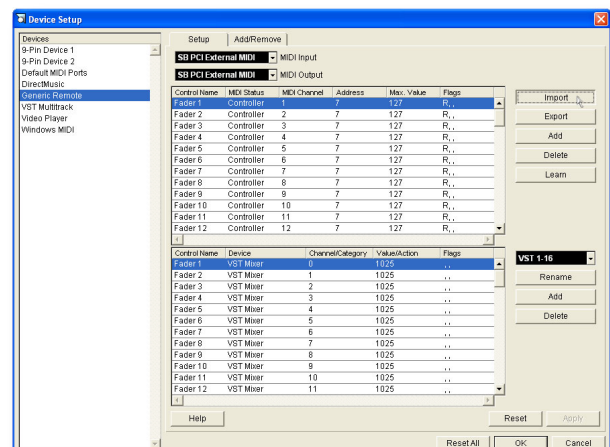 Device Setup
Devices
9-Pin Device 1
9-Pin Device 2
Default MIDI Ports
DirectMusic
Generic Remote
VST Multitrack
Video Player
Windows MIDI
Setup Add/Remove
SB PCI External MIDI MIDI Input
SB PCI External MIDI MIDI Output
Control Name MIDI Status MIDI Channel Address Max. Value Flags
Fader 1 Controller 1 7 127 R, ,
Fader 2 Controller 2 7 127 R, ,
Fader 3 Controller 3 7 127 R, ,
Fader 4 Controller 4 7 127 R, ,
Fader 5 Controller 5 7 127 R, ,
Fader 6 Controller 6 7 127 R, ,
Fader 7 Controller 7 7 127 R, ,
Fader 8 Controller 8 7 127 R, ,
Fader 9 Controller 9 7 127 R, ,
Fader 10 Controller 10 7 127 R, ,
Fader 11 Controller 11 7 127 R, ,
Fader 12 Controller 12 7 127 R, ,
Import
Export
Add
Delete
Learn
Control Name Device Channel/Category Value/Action Flags
Fader 1 VST Mixer 0 1025 , ,
Fader 2 VST Mixer 1 1025 , ,
Fader 3 VST Mixer 2 1025 , ,
Fader 4 VST Mixer 3 1025 , ,
Fader 5 VST Mixer 4 1025 , ,
Fader 6 VST Mixer 5 1025 , ,
Fader 7 VST Mixer 6 1025 , ,
Fader 8 VST Mixer 7 1025 , ,
Fader 9 VST Mixer 8 1025 , ,
Fader 10 VST Mixer 9 1025 , ,
Fader 11 VST Mixer 10 1025 , ,
Fader 12 VST Mixer 11 1025 , ,
VST 1-16
Rename
Add
Delete
Help Reset Apply
Reset All OK Cancel